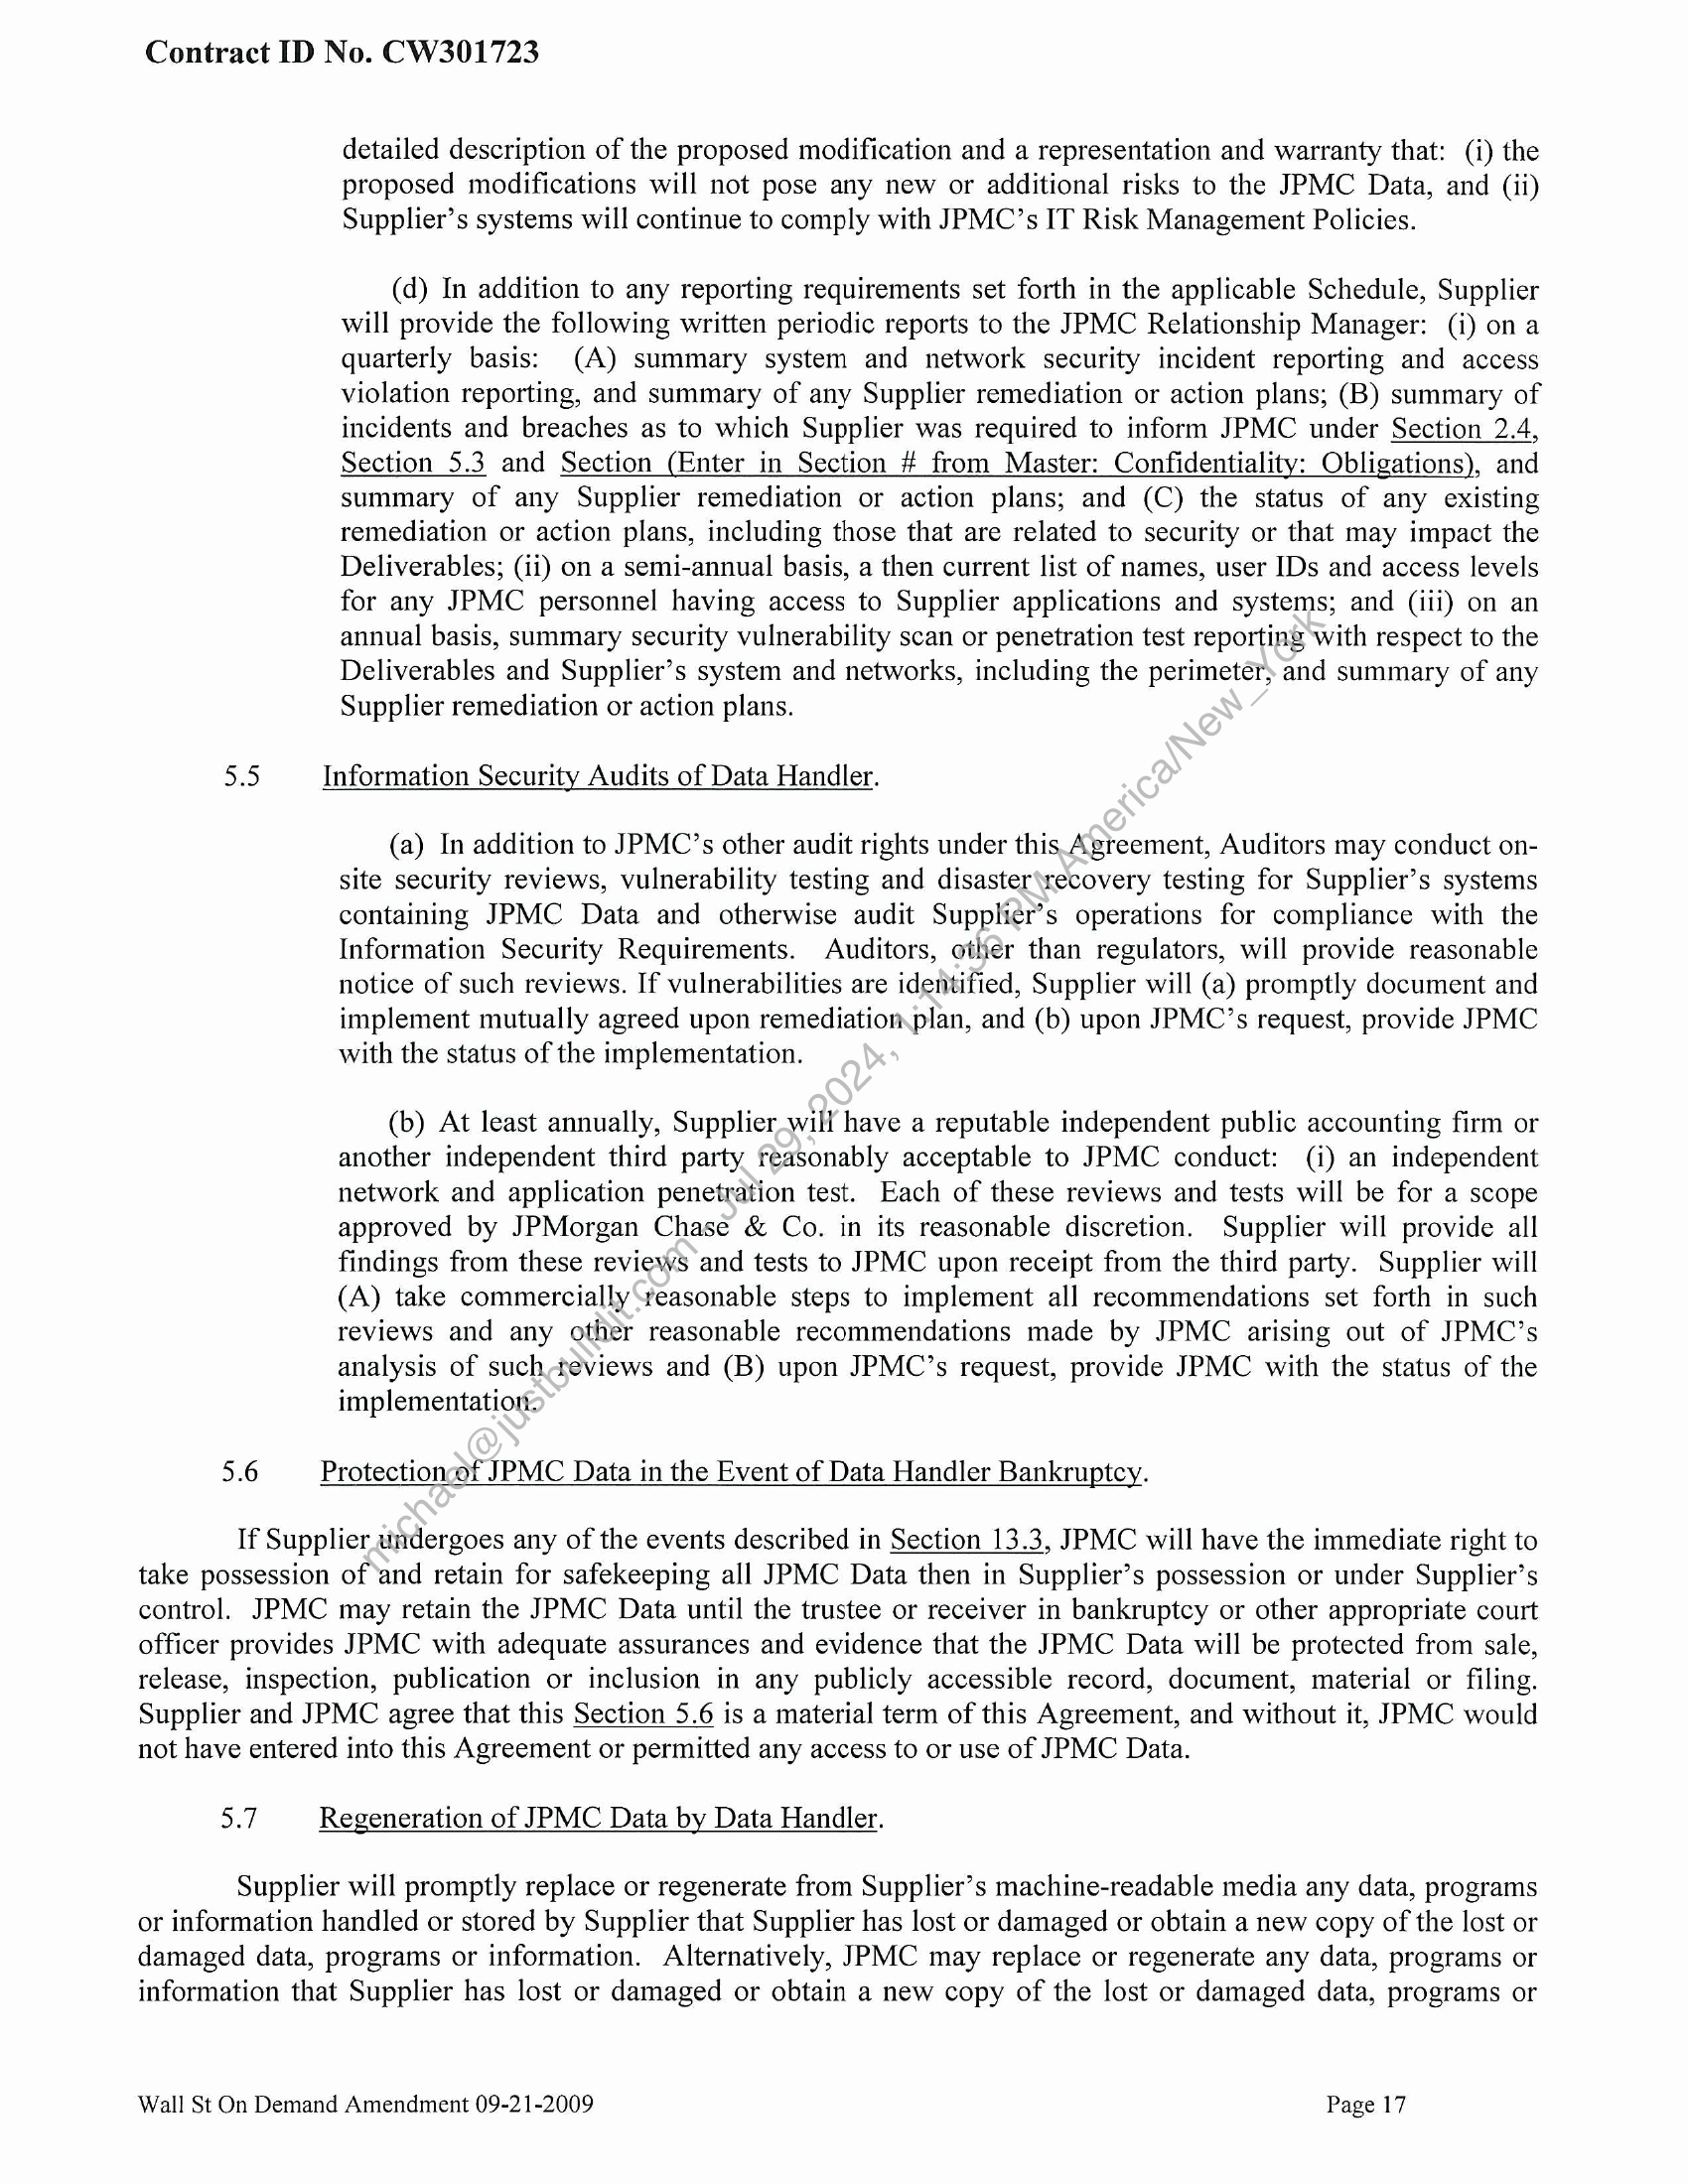 Contract ID No. CW301723
detailed description of the proposed modification and a representation and warranty that: (i) the
proposed modifications will not pose any new or additional risks to the JPMC Data, and (ii)
Supplier's systems will continue to comply with JPMC's IT Risk Management Policies.
(d) In addition to any reporting requirements set forth in the applicable Schedule, Supplier
will provide the following written periodic reports to the JPMC Relationship Manager: (i) on a
quarterly basis: (A) summary system and network security incident reporting and access
violation reporting, and summary of any Supplier remediation or action plans; (B) summary of
incidents and breaches as to which Supplier was required to inform JPMC under Section 2.4,
Section 5.3 and Section (Enter in Section # from Master: Confidentiality: Obligations), and
summary of any Supplier remediation or action plans; and (C) the status of any existing
remediation or action plans, including those that are related to security or that may impact the
Deliverables; (ii) on a semi-annual basis, a then current list of names, user IDs and access levels
for any JPMC personnel having access to Supplier applications and systems; and (iii) on an
annual basis, summary security vulnerability scan or penetration test reporting with respect to the
Deliverables and Supplier's system and networks, including the perimeter, and summary of any
Supplier remediation or action plans.
5.5 Information Security Audits of Data Handler.
(a) In addition to JPMC's other audit rights under this Agreement, Auditors may conduct on-
site security reviews, vulnerability testing and disaster recovery testing for Supplier's systems
containing JPMC Data and otherwise audit Supplier's operations for compliance with the
Information Security Requirements. Auditors, other than regulators, will provide reasonable
notice of such reviews. If vulnerabilities are identified, Supplier will (a) promptly document and
implement mutually agreed upon remediation plan, and (b) upon JPMC's request, provide JPMC
with the status of the implementation.
(b) At least annually, Supplier will have a reputable independent public accounting firm or
another independent third party reasonably acceptable to JPMC conduct: (i) an independent
network and application penetration test. Each of these reviews and tests will be for a scope
approved by JPMorgan Chase & Co. in its reasonable discretion. Supplier will provide all
findings from these reviews and tests to JPMC upon receipt from the third party. Supplier will
(A) take commercially reasonable steps to implement all recommendations set forth in such
reviews and any other reasonable recommendations made by JPMC arising out of JPMC's
analysis of such reviews and (B) upon JPMC's request, provide JPMC with the status of the
implementation.
5.6 Protection of JPMC Data in the Event of Data Handler Bankruptcy.
If Supplier undergoes any of the events described in Section 13.3, JPMC will have the immediate right to
take possession of and retain for safekeeping all JPMC Data then in Supplier's possession or under Supplier's
control. JPMC may retain the JPMC Data until the trustee or receiver in bankruptcy or other appropriate court
officer provides JPMC with adequate assurances and evidence that the JPMC Data will be protected from sale,
release, inspection, publication or inclusion in any publicly accessible record, document, material or filing.
Supplier and JPMC agree that this Section 5.6 is a material term of this Agreement, and without it, JPMC would
not have entered into this Agreement or permitted any access to or use of JPMC Data.
5.7 Regeneration of JPMC Data by Data Handler.
Supplier will promptly replace or regenerate from Supplier's machine-readable media any data, programs
or information handled or stored by Supplier that Supplier has lost or damaged or obtain a new copy of the lost or
damaged data, programs or information. Alternatively, JPMC may replace or regenerate any data, programs or
information that Supplier has lost or damaged or obtain a new copy of the lost or damaged data, programs or
Wall St On Demand Amendment 09-21-2009 Page 17
michael@justbuildit.com - Jul 29, 2024, 1:14:36 PM America/New_York